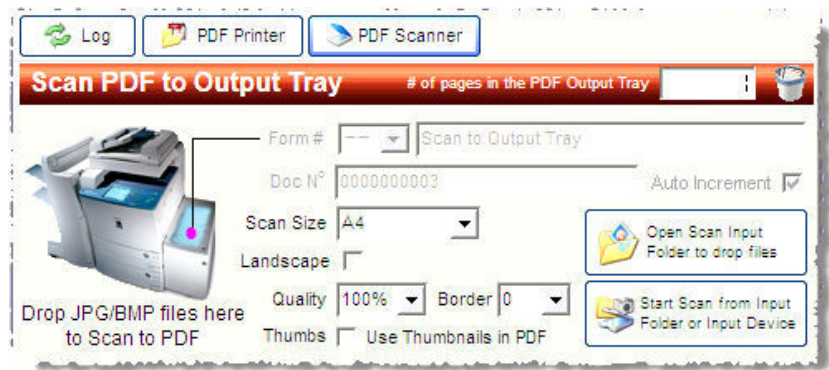 Log PDF Printer PDF Scanner
Scan PDF to Output Tray # of pages in the PDF Output Tray
Form # -- Scan to Output Tray
Doc N° 0000000003 Auto Increment
Scan Size A4
Landscape
Quality 100% Border 0
Thumbs Use Thumbnails in PDF
Drop JPG/BMP files here
to Scan to PDF
Open Scan Input
Folder to drop files
Start Scan from Input
Folder or Input Device